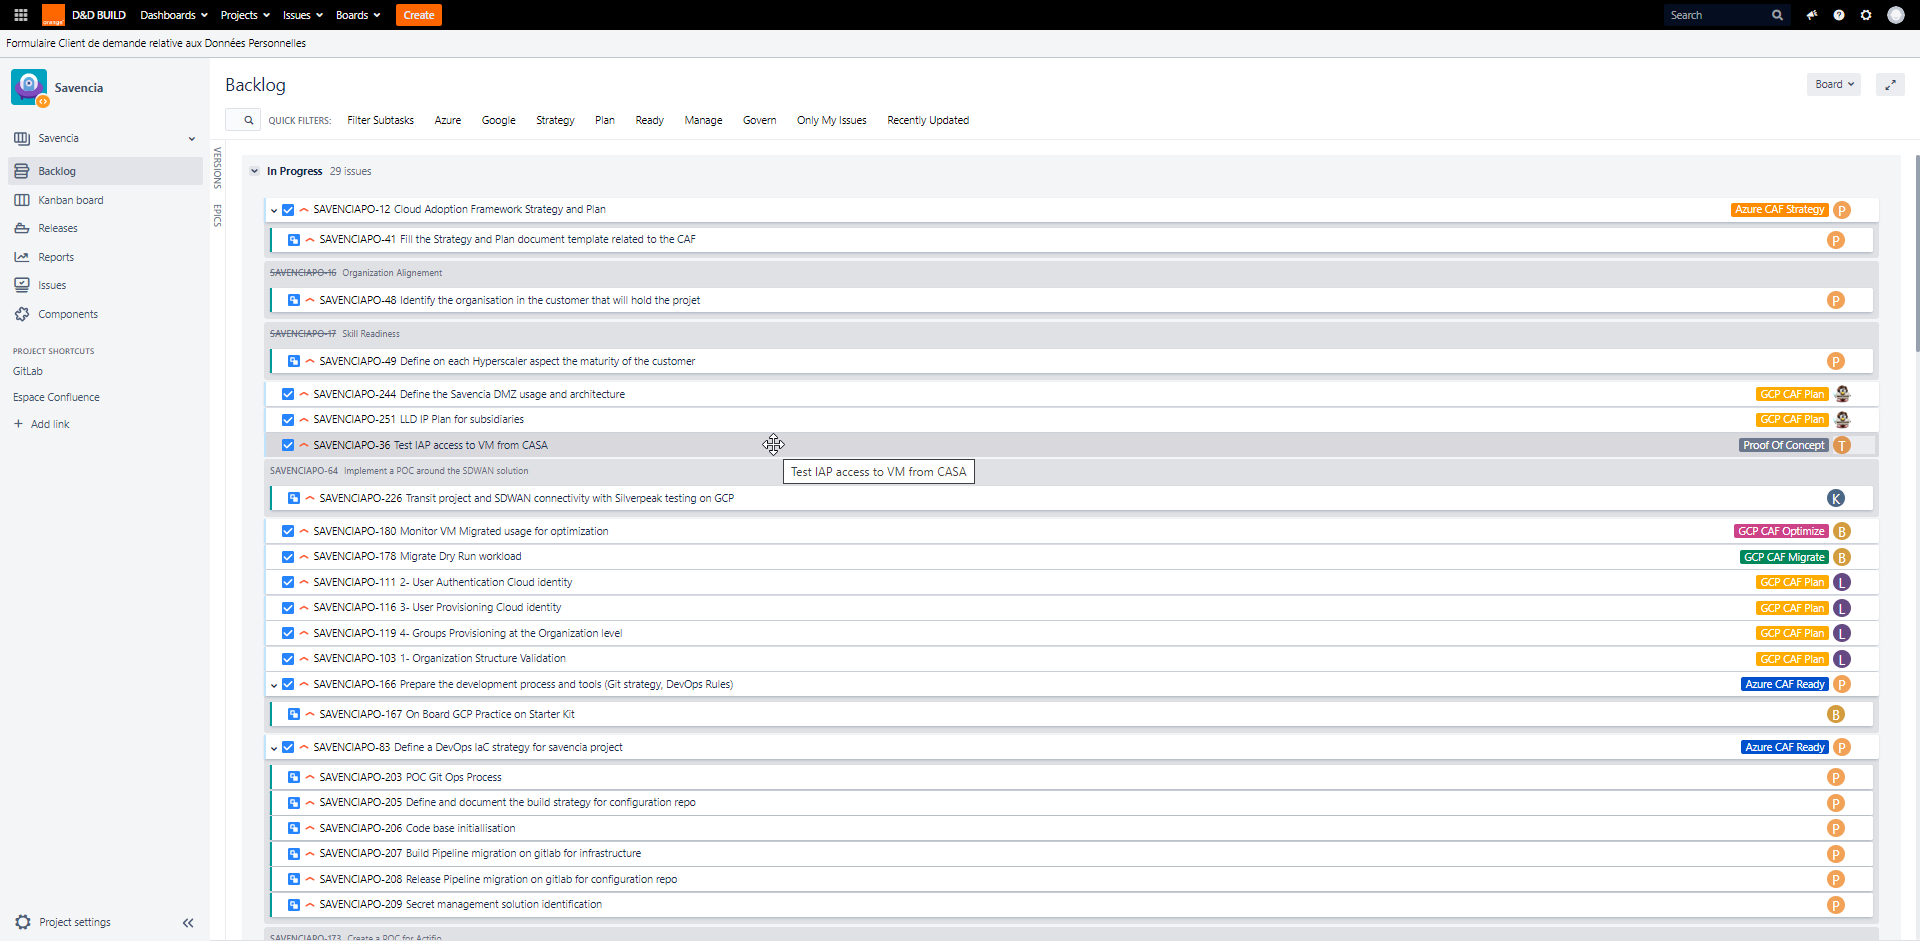 D&D BUILD Dashboards Projects Issues Boards Create Search
Formulaire Client de demande relative aux Données Personnelles
Savencia
Savencia
Backlog
Kanban board
Releases
Reports
Issues
Components
PROJECT SHORTCUTS
GitLab
Espace Confluence
+ Add link
Project settings
Backlog
Board
QUICK FILTERS: Filter Subtasks Azure Google Strategy Plan Ready Manage Govern Only My Issues Recently Updated
VERSIONS
EPICS
In Progress 29 issues
SAVENCIAPO-12 Cloud Adoption Framework Strategy and Plan Azure CAF Strategy P
SAVENCIAPO-41 Fill the Strategy and Plan document template related to the CAF P
SAVENCIAPO-16 Organization Alignement
SAVENCIAPO-48 Identify the organisation in the customer that will hold the projet P
SAVENCIAPO-17 Skill Readiness
SAVENCIAPO-49 Define on each Hyperscaler aspect the maturity of the customer P
SAVENCIAPO-244 Define the Savencia DMZ usage and architecture GCP CAF Plan
SAVENCIAPO-251 LLD IP Plan for subsidiaries GCP CAF Plan
SAVENCIAPO-36 Test IAP access to VM from CASA Proof Of Concept T
Test IAP access to VM from CASA
SAVENCIAPO-64 Implement a POC around the SDWAN solution
SAVENCIAPO-226 Transit project and SDWAN connectivity with Silverpeak testing on GCP K
SAVENCIAPO-180 Monitor VM Migrated usage for optimization GCP CAF Optimize B
SAVENCIAPO-178 Migrate Dry Run workload GCP CAF Migrate B
SAVENCIAPO-111 2- User Authentication Cloud identity GCP CAF Plan L
SAVENCIAPO-116 3- User Provisioning Cloud identity GCP CAF Plan L
SAVENCIAPO-119 4- Groups Provisioning at the Organization level GCP CAF Plan L
SAVENCIAPO-103 1- Organization Structure Validation GCP CAF Plan L
SAVENCIAPO-166 Prepare the development process and tools (Git strategy, DevOps Rules) Azure CAF Ready P
SAVENCIAPO-167 On Board GCP Practice on Starter Kit B
SAVENCIAPO-83 Define a DevOps IaC strategy for savencia project Azure CAF Ready P
SAVENCIAPO-203 POC Git Ops Process P
SAVENCIAPO-205 Define and document the build strategy for configuration repo P
SAVENCIAPO-206 Code base initiallisation P
SAVENCIAPO-207 Build Pipeline migration on gitlab for infrastructure P
SAVENCIAPO-208 Release Pipeline migration on gitlab for configuration repo P
SAVENCIAPO-209 Secret management solution identification P
SAVENCIAPO-173 Create a POC for Actifio